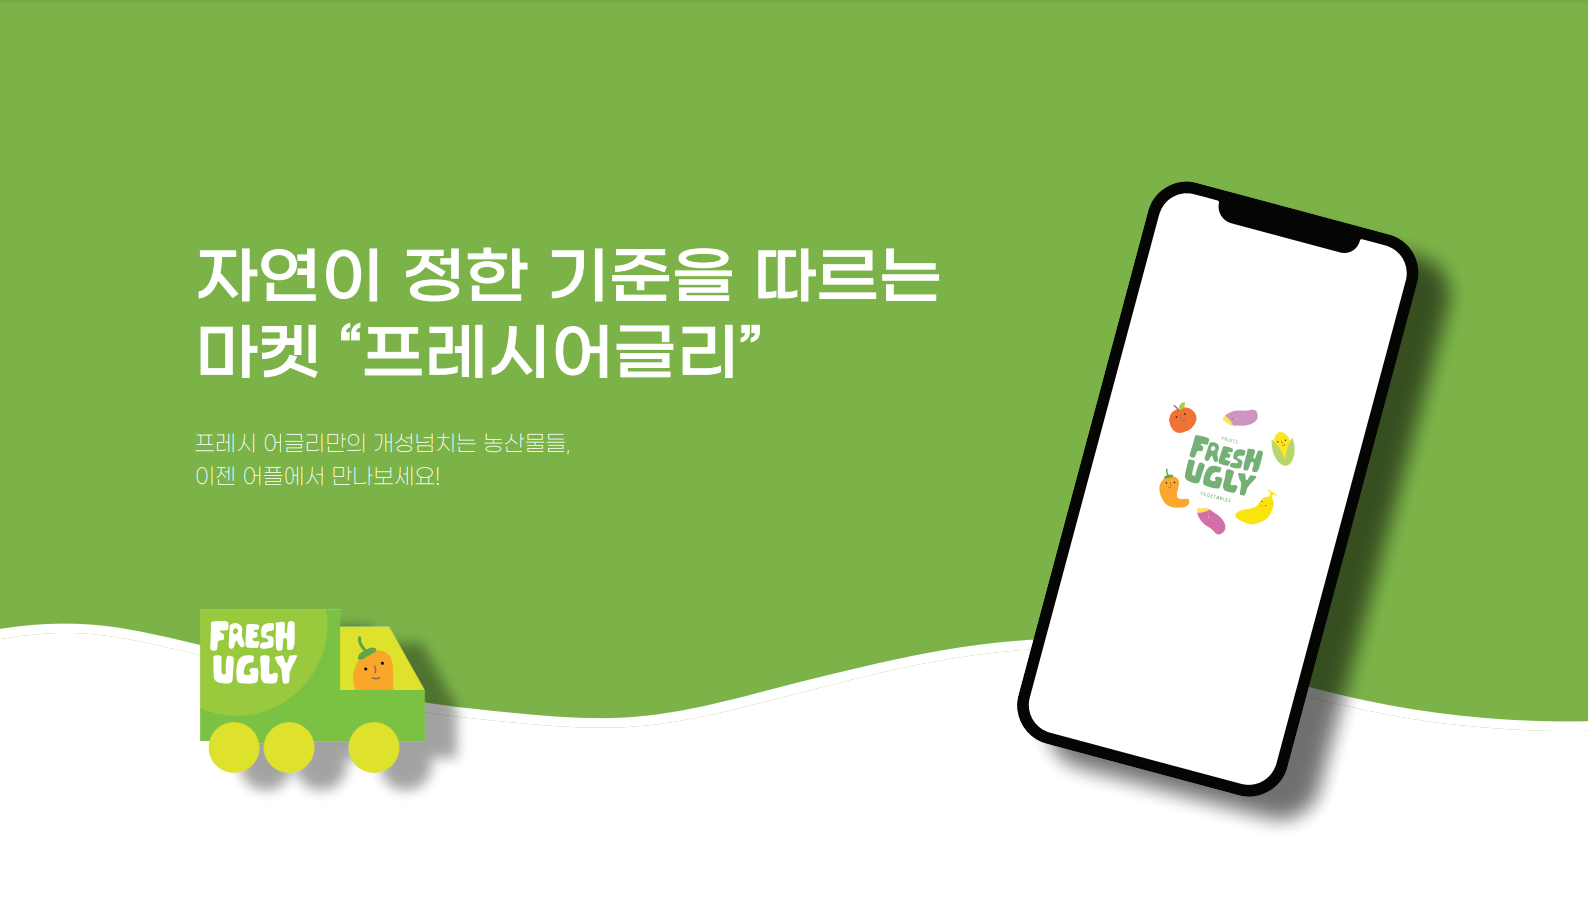 자연이 정한 기준을 따르는
마켓 “프레시어글리”
프레시 어글리만의 개성넘치는 농산물들,
이젠 어플에서 만나보세요!
FRESH
UGLY
FRUITS
FRESH
UGLY
VEGETABLES